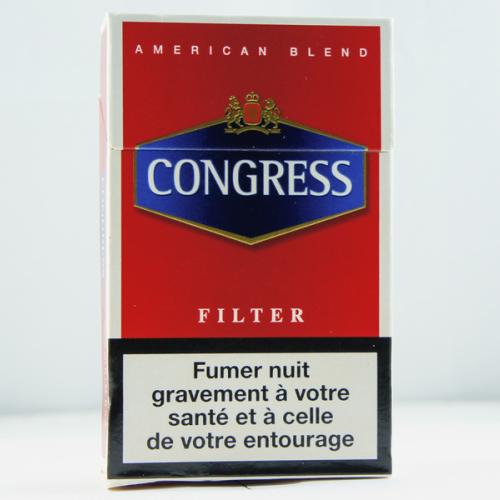 AMERICAN BLEND
CONGRESS
FILTER
Fumer nuit
gravement à votre
santé et à celle
de votre entourage